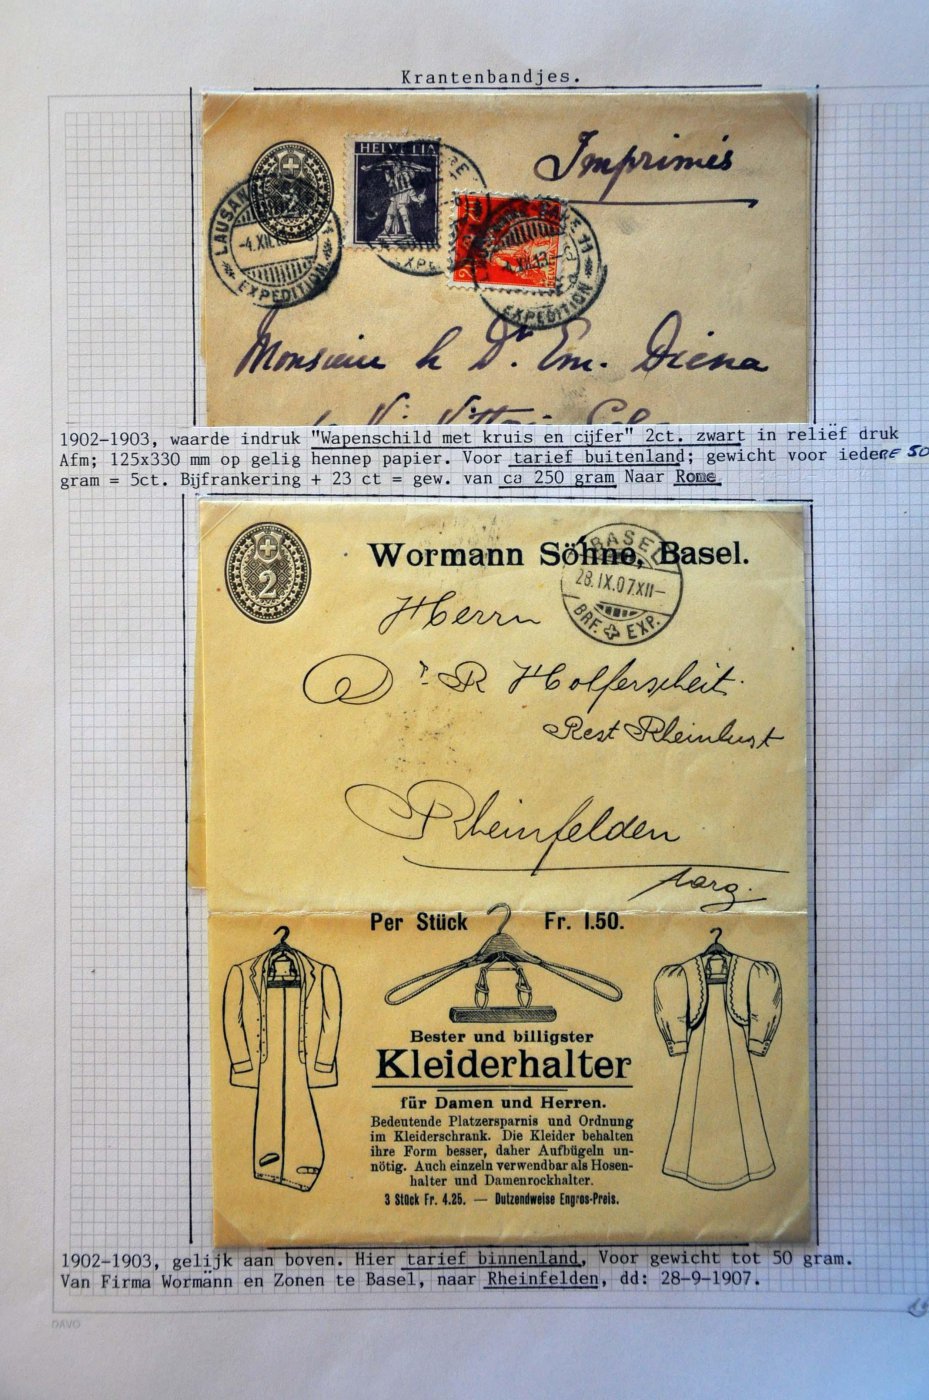 Krantenbandjes.
HELVETIA
Imprimés
LAUSANNE
-4.XII.13
EXPEDITION
EXPEDITION
Monsieur le Dr. Em. Diena
1902-1903, waarde indruk "Wapenschild met kruis en cijfer" 2ct. zwart in reliëf druk
Afm; 125x330 mm op gelig hennep papier. Voor tarief buitenland; gewicht voor iedere 50
gram = 5ct. Bijfrankering + 23 ct = gew. van ca 250 gram Naar Rome
2
Wormann Söhne, Basel.
BASEL
28.IX.07.XII-
BRF. EXP.
Herrn
Dr. R Holferscheit.
Rest Rheinlust
Rheinfelden
Aarg.
Per Stück Fr. 1.50.
Bester und billigster
Kleiderhalter
für Damen und Herren.
Bedeutende Platzersparnis und Ordnung
im Kleiderschrank. Die Kleider behalten
ihre Form besser, daher Aufbügeln un-
nötig. Auch einzeln verwendbar als Hosen-
halter und Damenrockhalter.
3 Stück Fr. 4.25. — Dutzendweise Engros-Preis.
1902-1903, gelijk aan boven. Hier tarief binnenland, Voor gewicht tot 50 gram.
Van Firma Wormänn en Zonen te Basel, naar Rheinfelden, dd: 28-9-1907.
DAVO